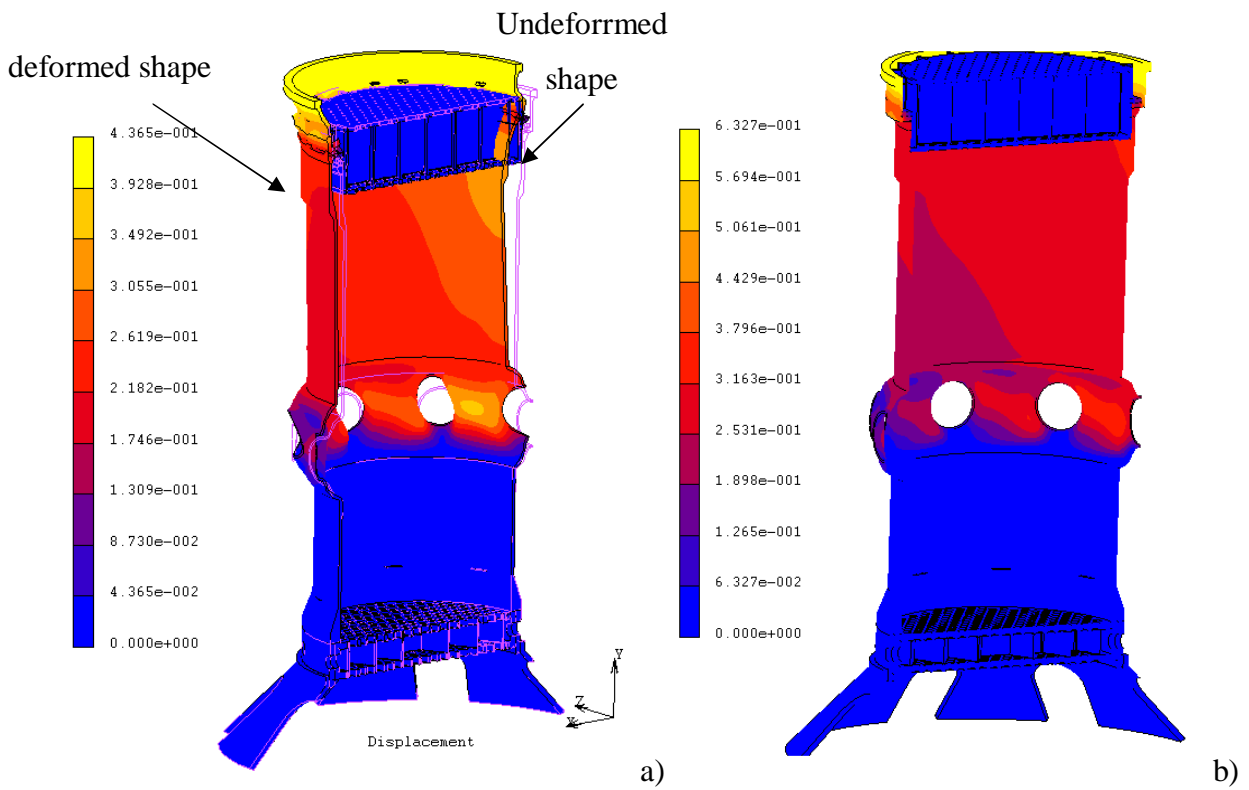 Undeforrmed
deformed shape
shape
4.365e-001
3.928e-001
3.492e-001
3.055e-001
2.619e-001
2.182e-001
1.746e-001
1.309e-001
8.730e-002
4.365e-002
0.000e+000
6.327e-001
5.694e-001
5.061e-001
4.429e-001
3.796e-001
3.163e-001
2.531e-001
1.898e-001
1.265e-001
6.327e-002
0.000e+000
Y
Z
X
Displacement
a)
b)